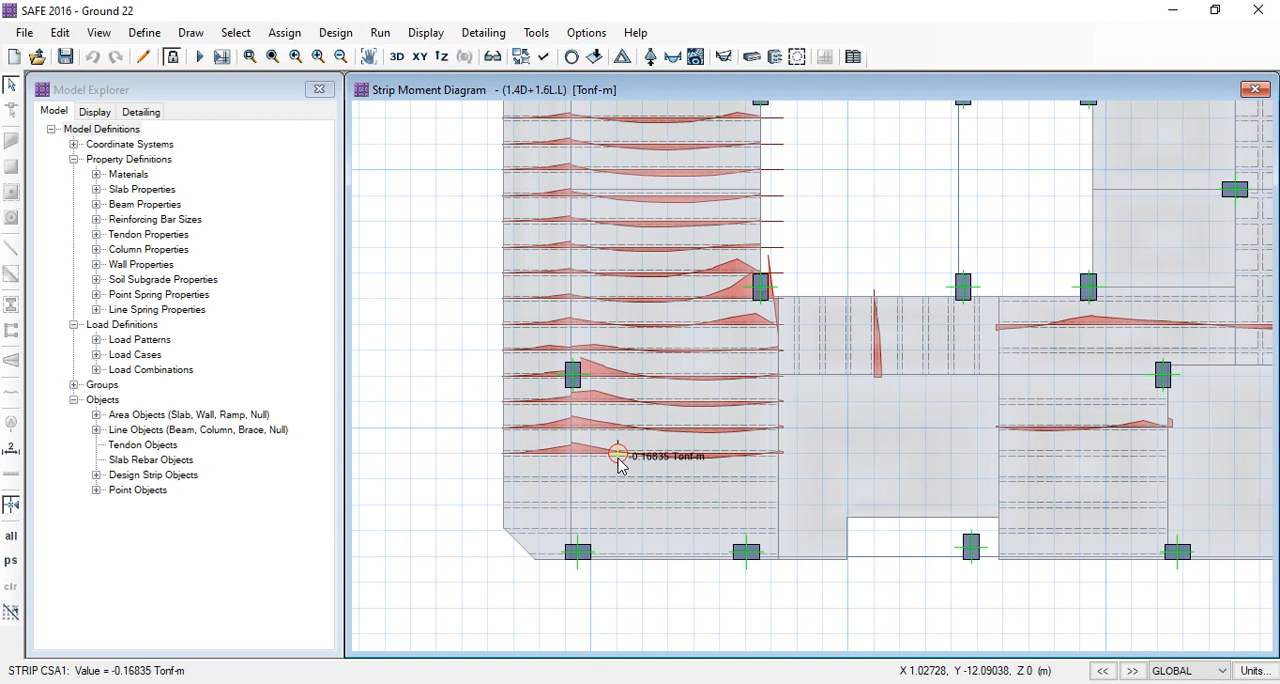 SAFE 2016 - Ground 22
File Edit View Define Draw Select Assign Design Run Display Detailing Tools Options Help
3D XY
Model Explorer
Model Display Detailing
Model Definitions
Coordinate Systems
Property Definitions
Materials
Slab Properties
Beam Properties
Reinforcing Bar Sizes
Tendon Properties
Column Properties
Wall Properties
Soil Subgrade Properties
Point Spring Properties
Line Spring Properties
Load Definitions
Load Patterns
Load Cases
Load Combinations
Groups
Objects
Area Objects (Slab, Wall, Ramp, Null)
Line Objects (Beam, Column, Brace, Null)
Tendon Objects
Slab Rebar Objects
Design Strip Objects
Point Objects
all
ps
clr
Strip Moment Diagram - (1.4D+1.6L.L) [Tonf-m]
-0.16835 Tonf-m
STRIP CSA1: Value = -0.16835 Tonf-m
X 1.02728, Y -12.09038, Z 0 (m)
<< >> GLOBAL Units...